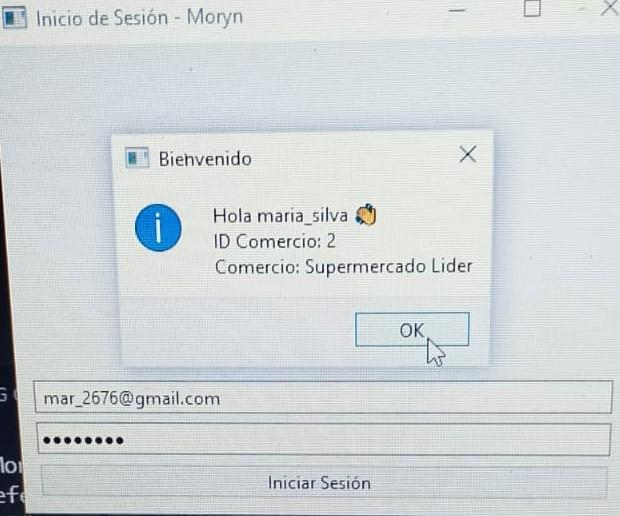 Inicio de Sesión - Moryn
Bienvenido
Hola maria_silva 👏
ID Comercio: 2
Comercio: Supermercado Lider
OK
mar_2676@gmail.com
••••••••
Iniciar Sesión